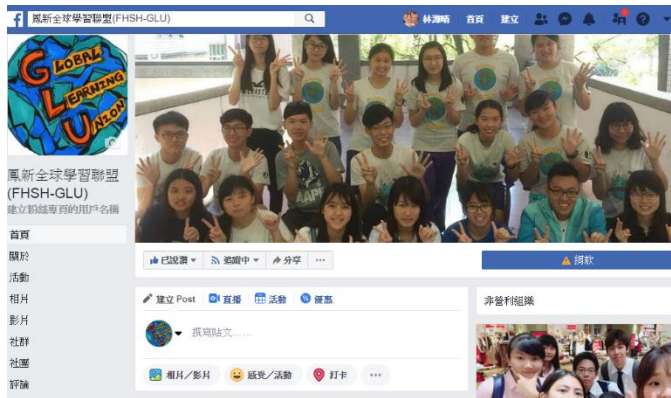 鳳新全球學習聯盟(FHSH-GLU)
首頁
建立
GLOBAL
LEARNING
UNION
鳳新全球學習聯盟
(FHSH-GLU)
建立粉絲專頁的用戶名稱
首頁
關於
活動
相片
影片
社群
社團
評論
已說讚
追蹤中
分享
捐款
建立 Post
直播
活動
優惠
撰寫貼文......
相片／影片
感受／活動
打卡
非營利組織